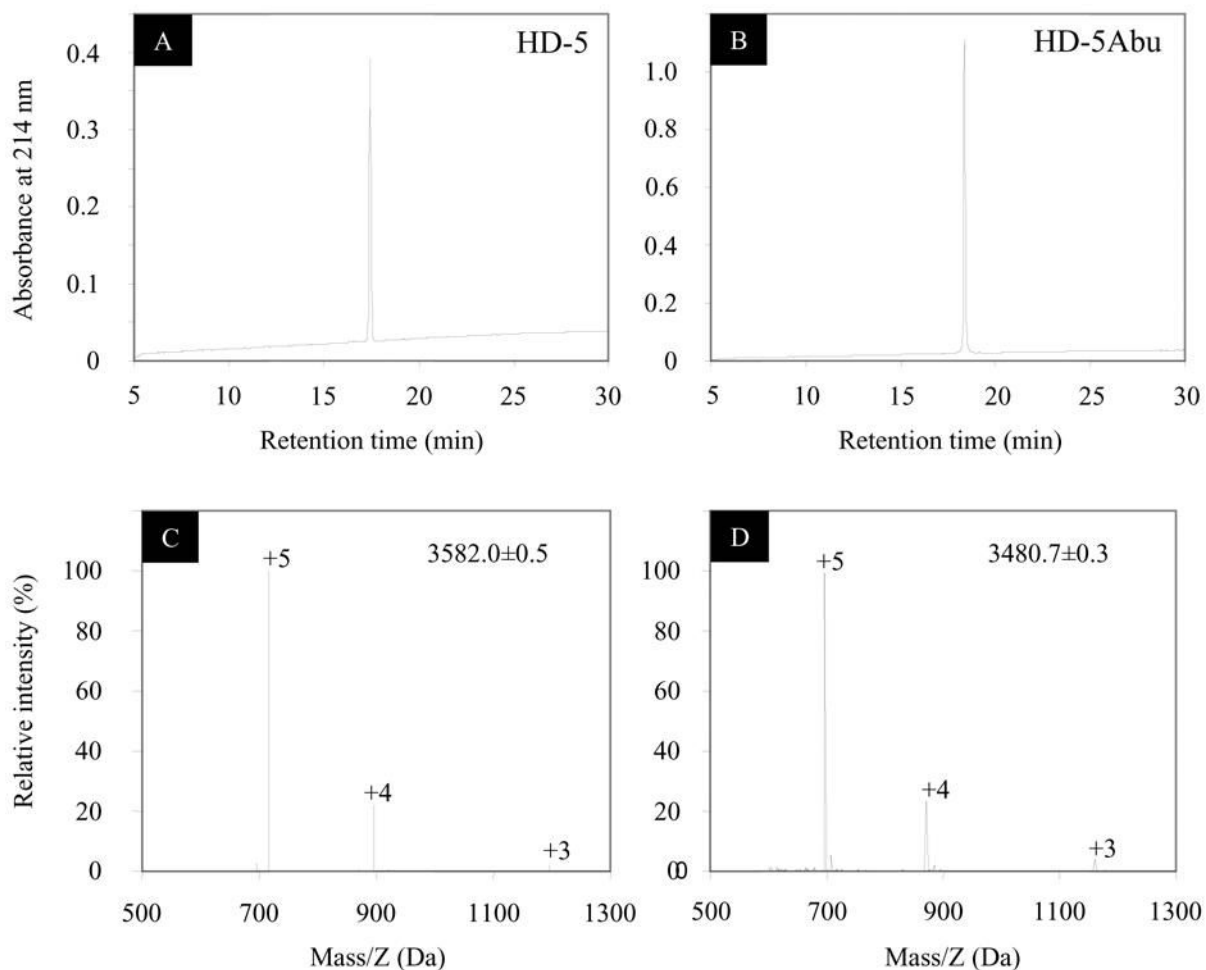 A
HD-5
Absorbance at 214 nm
0.4
0.3
0.2
0.1
0
5 10 15 20 25 30
Retention time (min)
B
HD-5Abu
1.0
0.8
0.6
0.4
0.2
0
5 10 15 20 25 30
Retention time (min)
C
3582.0±0.5
+5
+4
+3
Relative intensity (%)
100
80
60
40
20
0
500 700 900 1100 1300
Mass/Z (Da)
D
3480.7±0.3
+5
+4
+3
100
80
60
40
20
0
0
500 700 900 1100 1300
Mass/Z (Da)